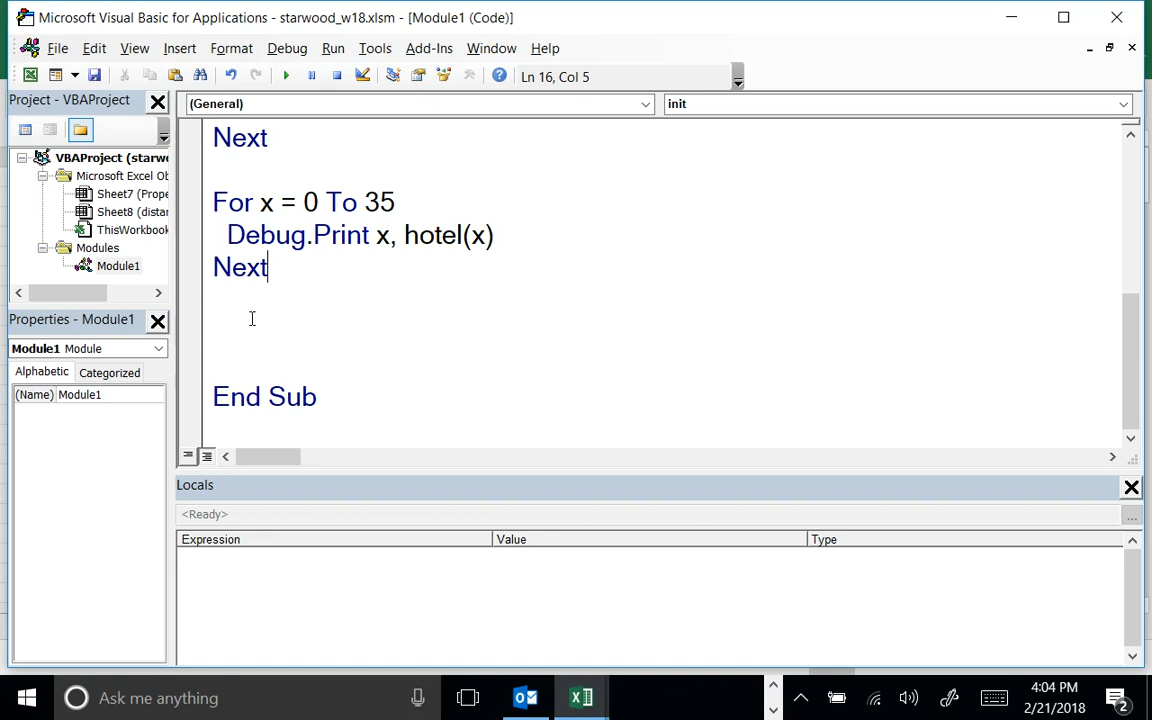 Microsoft Visual Basic for Applications - starwood_w18.xlsm - [Module1 (Code)]
File Edit View Insert Format Debug Run Tools Add-Ins Window Help
Ln 16, Col 5
Project - VBAProject
(General)
init
VBAProject (starwo
Microsoft Excel Ob
Sheet7 (Prope
Sheet8 (distar
ThisWorkbook
Modules
Module1
Properties - Module1
Module1 Module
Alphabetic Categorized
(Name) Module1
Next
For x = 0 To 35
Debug.Print x, hotel(x)
Next
End Sub
Locals
<Ready>
...
Expression Value Type
Ask me anything
4:04 PM
2/21/2018
2